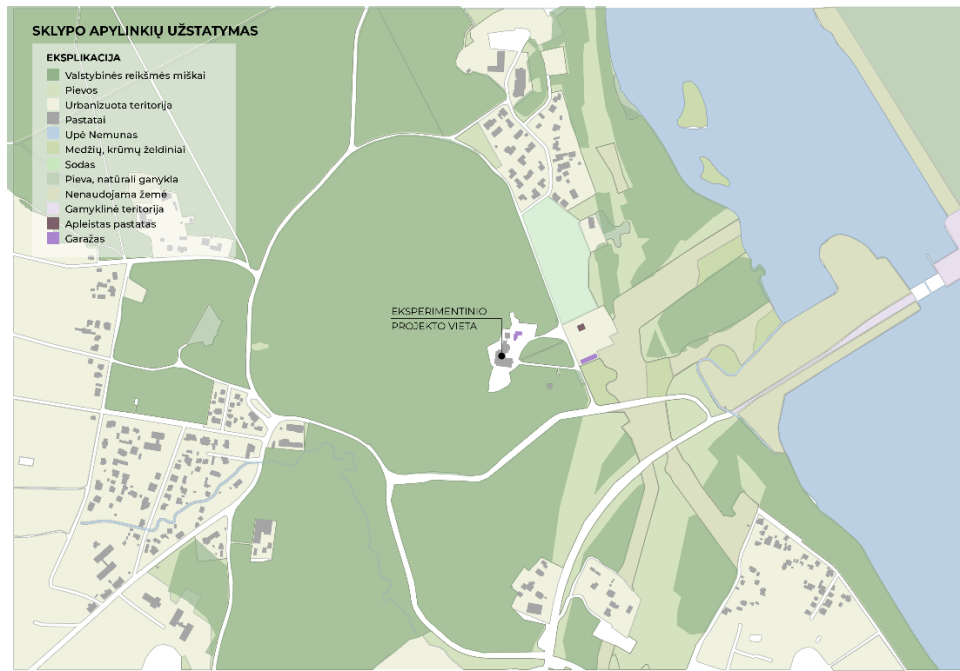 SKLYPO APYLINKIŲ UŽSTATYMAS
EKSPLIKACIJA
Valstybinės reikšmės miškai
Pievos
Urbanizuota teritorija
Pastatai
Upė Nemunas
Medžių, krūmų želdiniai
Sodas
Pieva, natūrali ganykla
Nenaudojama žemė
Gamyklinė teritorija
Apleistas pastatas
Garažas
EKSPERIMENTINIO
PROJEKTO VIETA